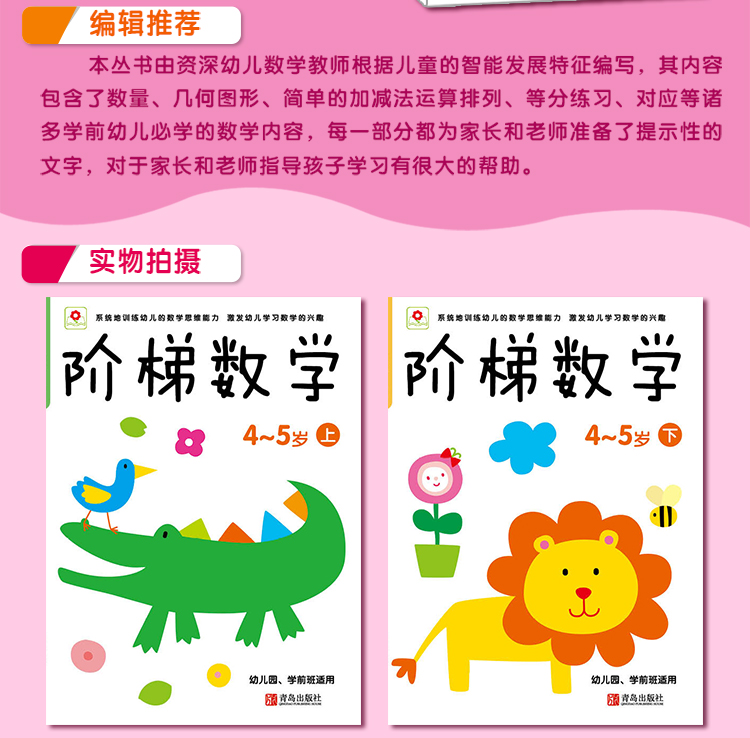 编辑推荐
本丛书由资深幼儿数学教师根据儿童的智能发展特征编写，其内容
包含了数量、几何图形、简单的加减法运算排列、等分练习、对应等诸
多学前幼儿必学的数学内容，每一部分都为家长和老师准备了提示性的
文字，对于家长和老师指导孩子学习有很大的帮助。
实物拍摄
系统地训练幼儿的数学思维能力 激发幼儿学习数学的兴趣
阶梯数学
4~5岁 上
幼儿园、学前班适用
青岛出版社
QINGDAO PUBLISHING HOUSE
系统地训练幼儿的数学思维能力 激发幼儿学习数学的兴趣
阶梯数学
4~5岁 下
幼儿园、学前班适用
青岛出版社
QINGDAO PUBLISHING HOUSE